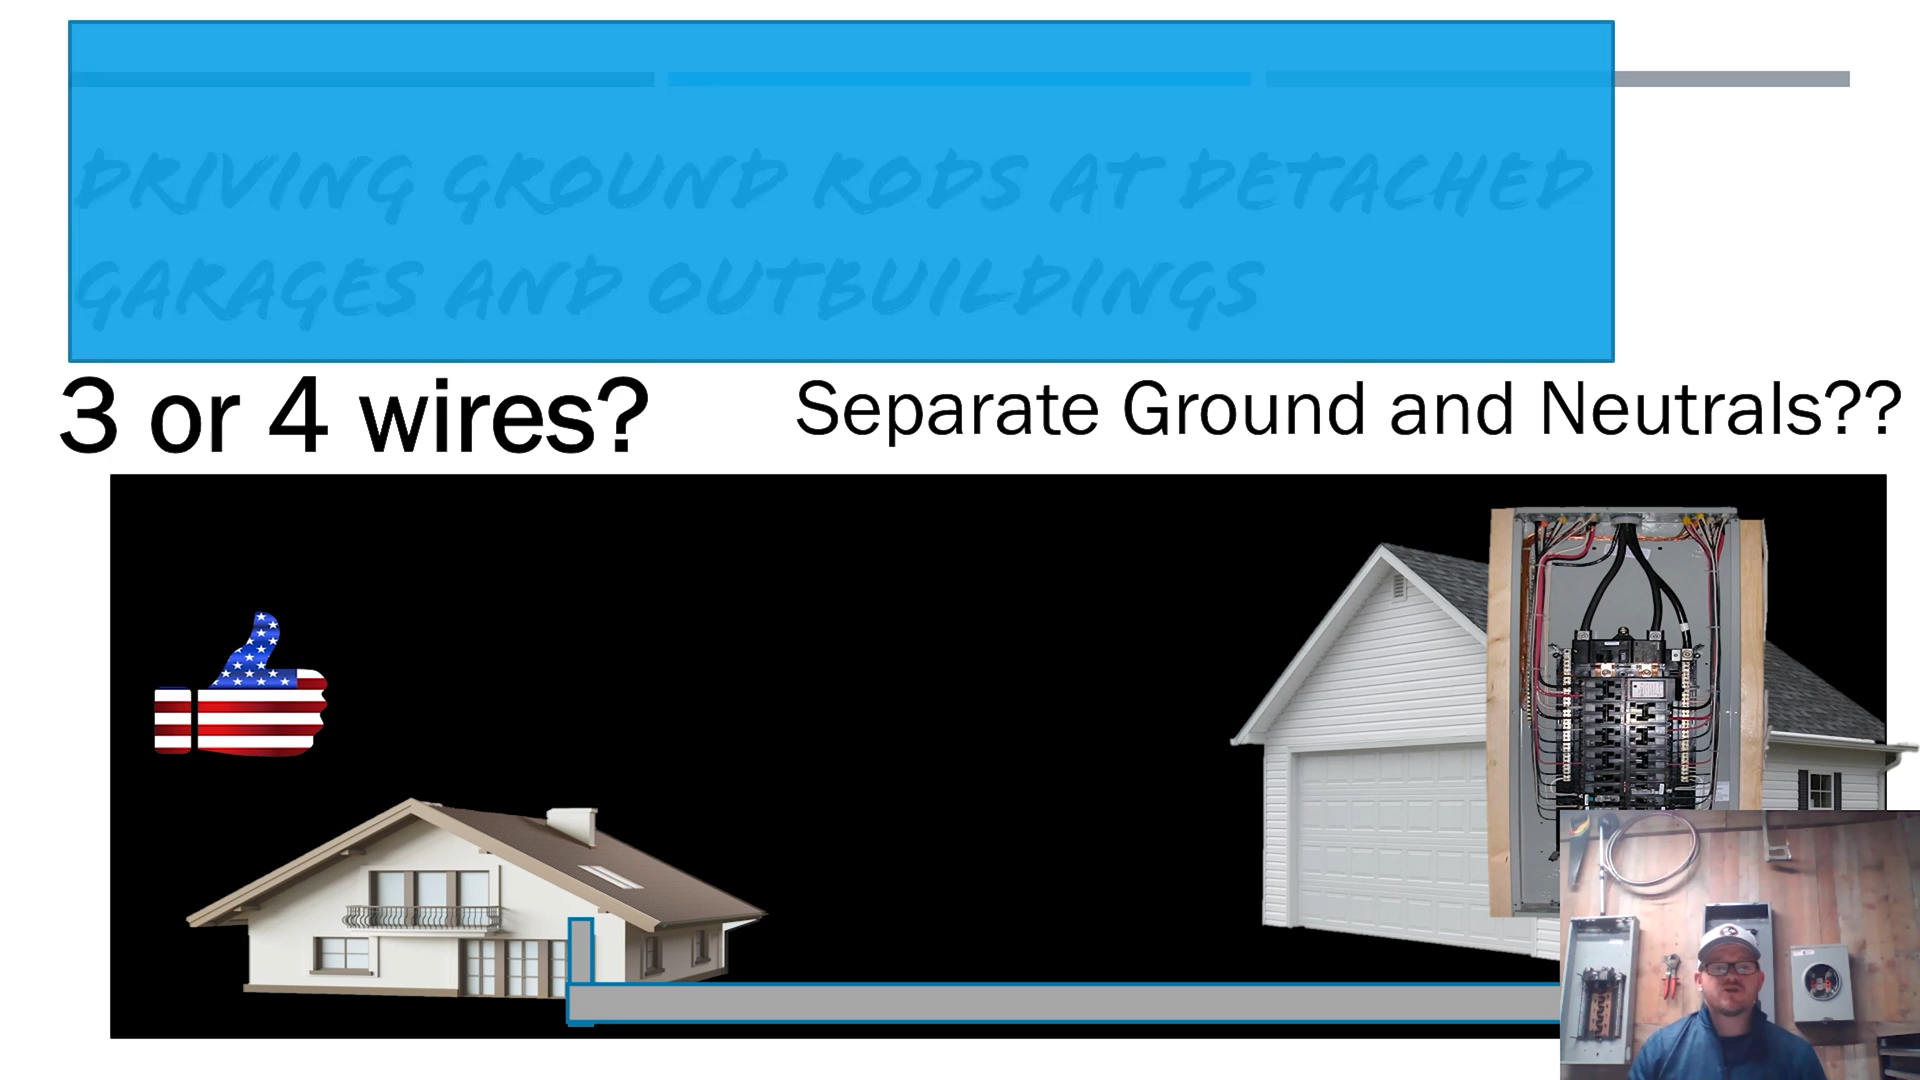 DRIVING GROUND RODS AT DETACHED
GARAGES AND OUTBUILDINGS
3 or 4 wires?
Separate Ground and Neutrals??